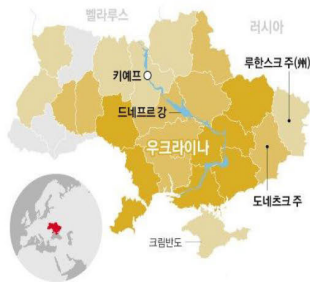 벨라루스
러시아
루한스크 주(州)
키예프
드네프르 강
우크라이나
도네츠크 주
크림반도